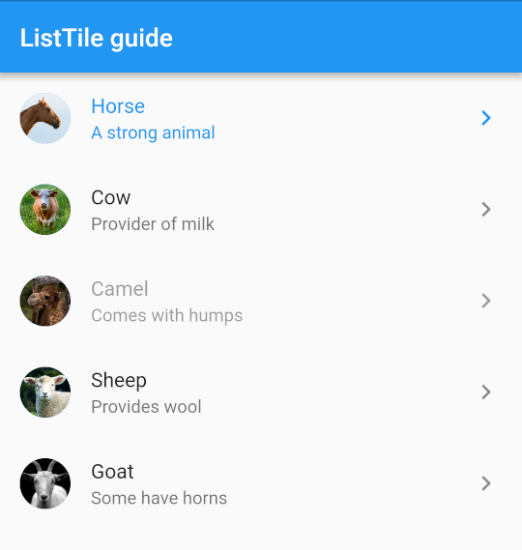 ListTile guide
Horse
A strong animal
Cow
Provider of milk
Camel
Comes with humps
Sheep
Provides wool
Goat
Some have horns